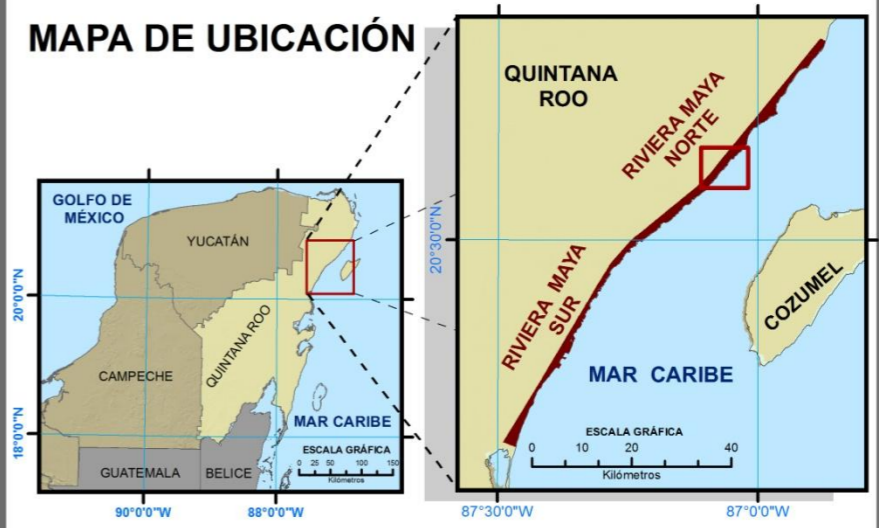 MAPA DE UBICACIÓN
GOLFO DE
MÉXICO
YUCATÁN
CAMPECHE
QUINTANA ROO
MAR CARIBE
GUATEMALA
BELICE
ESCALA GRÁFICA
0 25 50 100 150
Kilómetros
20°0'0"N
18°0'0"N
90°0'0"W
88°0'0"W
QUINTANA
ROO
RIVIERA MAYA
NORTE
RIVIERA MAYA
SUR
COZUMEL
MAR CARIBE
ESCALA GRÁFICA
0 10 20 40
Kilómetros
20°30'0"N
87°30'0"W
87°0'0"W